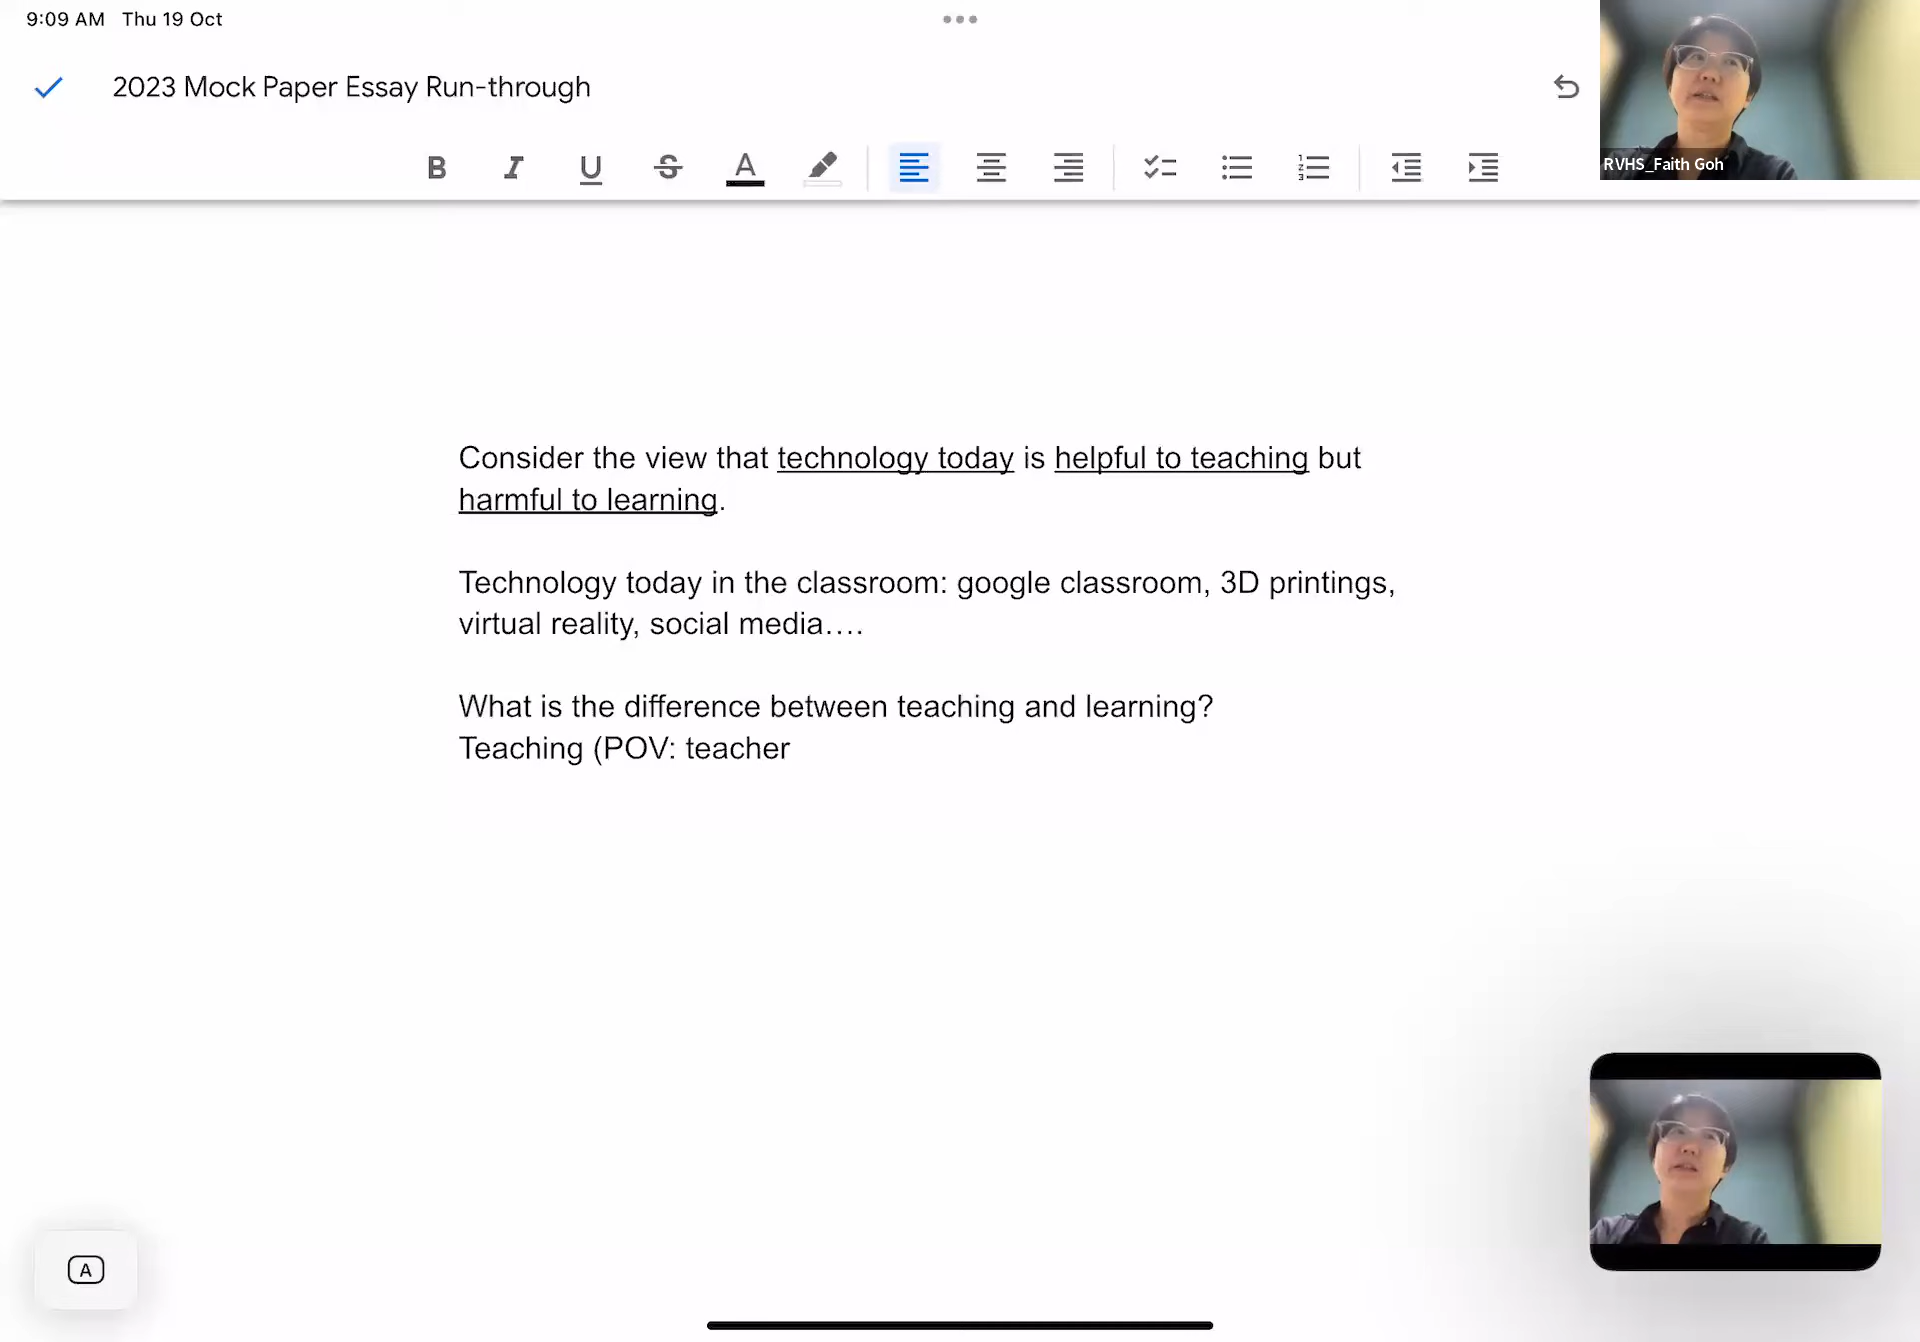 9:09 AM Thu 19 Oct
2023 Mock Paper Essay Run-through
RVHS_Faith Goh
B I U S A
Consider the view that technology today is helpful to teaching but
harmful to learning.
Technology today in the classroom: google classroom, 3D printings,
virtual reality, social media....
What is the difference between teaching and learning?
Teaching (POV: teacher
A